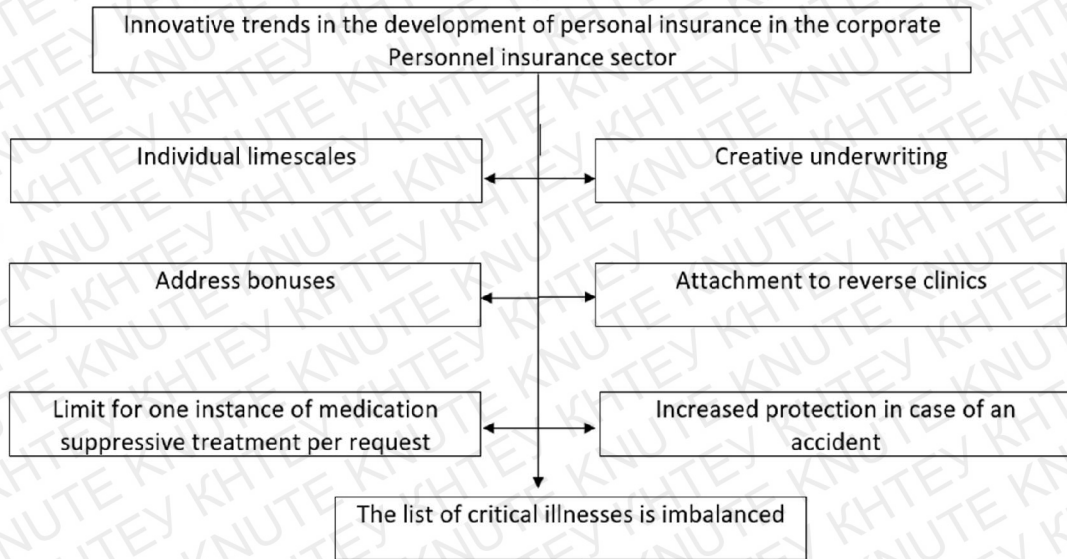 Innovative trends in the development of personal insurance in the corporate
Personnel insurance sector
Individual limescales
Creative underwriting
Address bonuses
Attachment to reverse clinics
Limit for one instance of medication
suppressive treatment per request
Increased protection in case of an
accident
The list of critical illnesses is imbalanced
КНТЕУ KNUTE